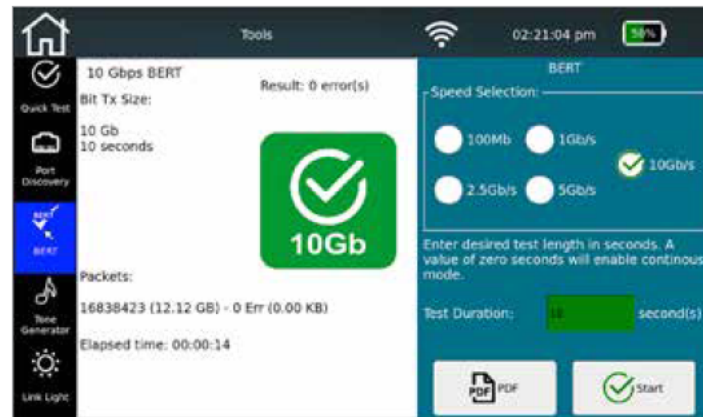 Tools
02:21:04 pm
50%
Quick Test
Port
Discovery
BERT
BERT
Tone
Generator
Link Light
10 Gbps BERT
Result: 0 error(s)
Bit Tx Size:
10 Gb
10 seconds
10Gb
Packets:
16838423 (12.12 GB) - 0 Err (0.00 KB)
Elapsed time: 00:00:14
BERT
Speed Selection:
100Mb
1Gb/s
10Gb/s
2.5Gb/s
5Gb/s
Enter desired test length in seconds. A
value of zero seconds will enable continous
mode.
Test Duration:
10
second(s)
PDF
PDF
Start